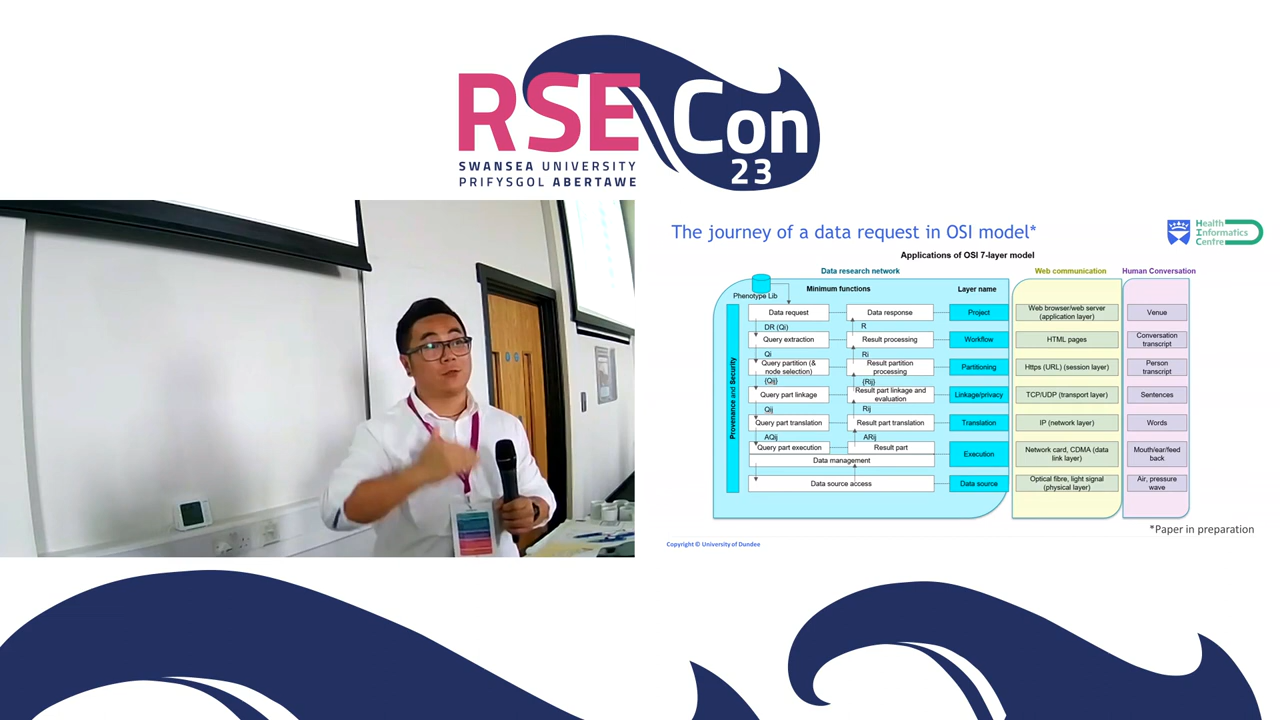 RSE Con
23
SWANSEA UNIVERSITY
PRIFYSGOL ABERTAWE
The journey of a data request in OSI model*
Health
Informatics
Centre
Applications of OSI 7-layer model
Data research network
Web communication
Human Conversation
Phenotype Lib
Minimum functions
Layer name
Provenance and Security
Data request
Data response
Project
Web browser/web server
(application layer)
Venue
DR (Qi)
R
Query extraction
Result processing
Workflow
HTML pages
Conversation
transcript
Qi
Ri
Query partition (&
node selection)
Result partition
processing
Partitioning
Https (URL) (session layer)
Person
transcript
{Qij}
{Rij}
Query part linkage
Result part linkage and
evaluation
Linkage/privacy
TCP/UDP (transport layer)
Sentences
Qij
Rij
Query part translation
Result part translation
Translation
IP (network layer)
Words
AQij
ARij
Query part execution
Result part
Data management
Execution
Network card, CDMA (data
link layer)
Mouth/ear/feed
back
Data source access
Data source
Optical fibre, light signal
(physical layer)
Air, pressure
wave
*Paper in preparation
Copyright © University of Dundee